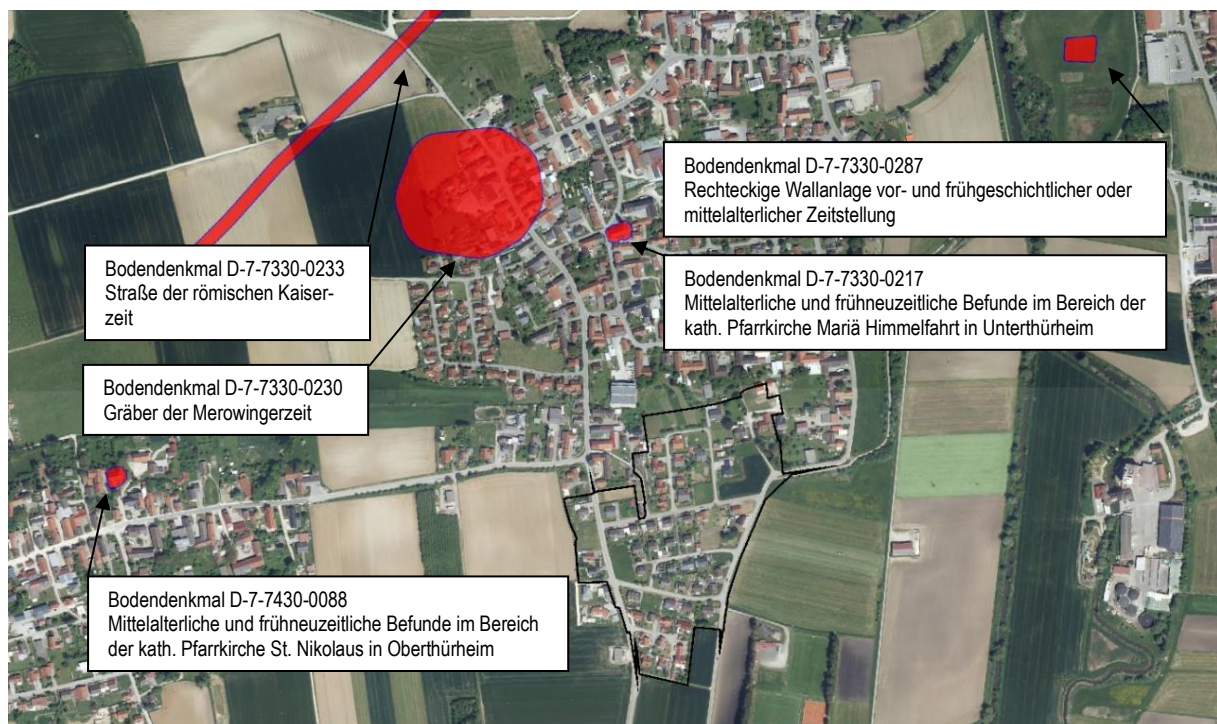 Bodendenkmal D-7-7330-0287
Rechteckige Wallanlage vor- und frühgeschichtlicher oder
mittelalterlicher Zeitstellung
Bodendenkmal D-7-7330-0233
Straße der römischen Kaiser-
zeit
Bodendenkmal D-7-7330-0217
Mittelalterliche und frühneuzeitliche Befunde im Bereich der
kath. Pfarrkirche Mariä Himmelfahrt in Unterthürheim
Bodendenkmal D-7-7330-0230
Gräber der Merowingerzeit
Bodendenkmal D-7-7430-0088
Mittelalterliche und frühneuzeitliche Befunde im Bereich
der kath. Pfarrkirche St. Nikolaus in Oberthürheim